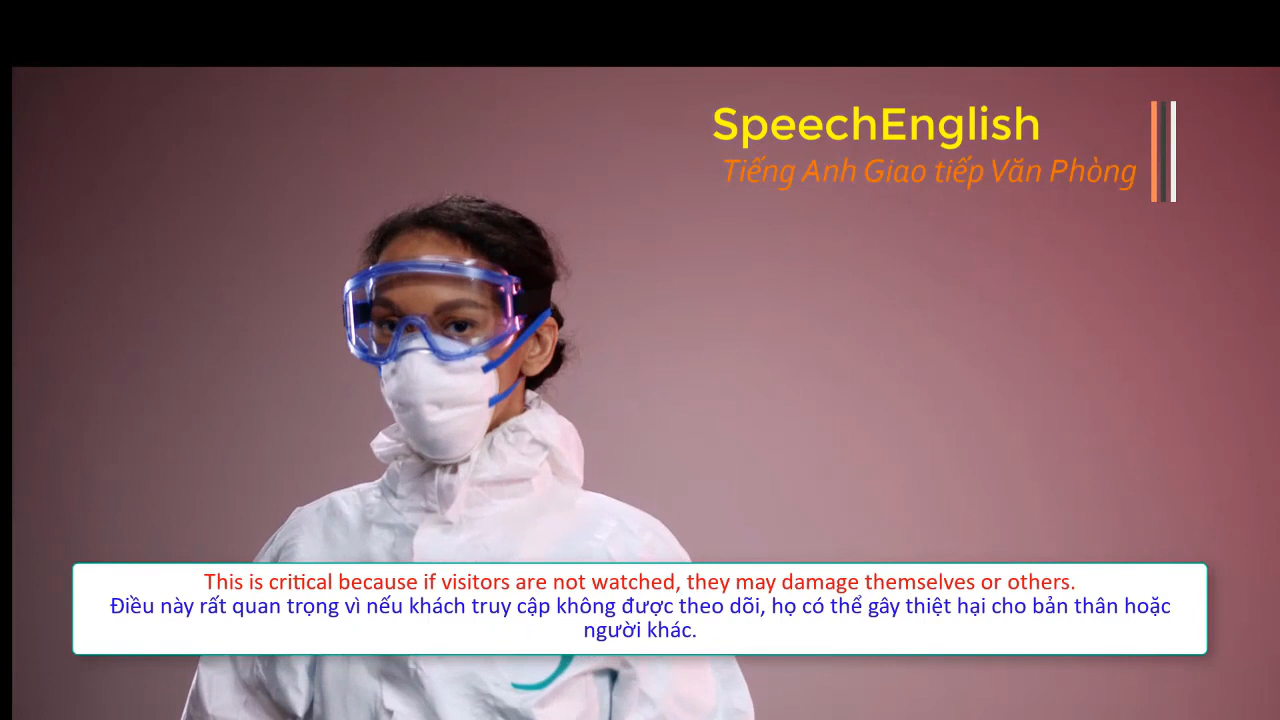 SpeechEnglish
Tiếng Anh Giao tiếp Văn Phòng
This is critical because if visitors are not watched, they may damage themselves or others.
Điều này rất quan trọng vì nếu khách truy cập không được theo dõi, họ có thể gây thiệt hại cho bản thân hoặc
người khác.